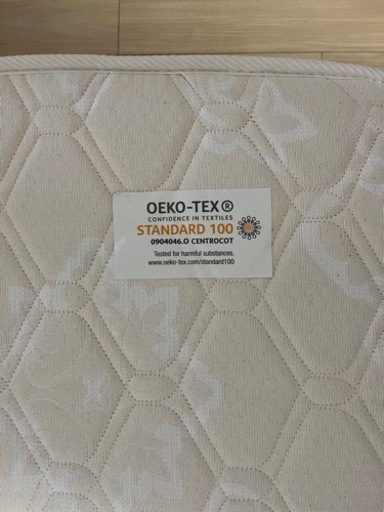 OEKO-TEX®
CONFIDENCE IN TEXTILES
STANDARD 100
0904046.O CENTROCOT
Tested for harmful substances.
www.oeko-tex.com/standard100